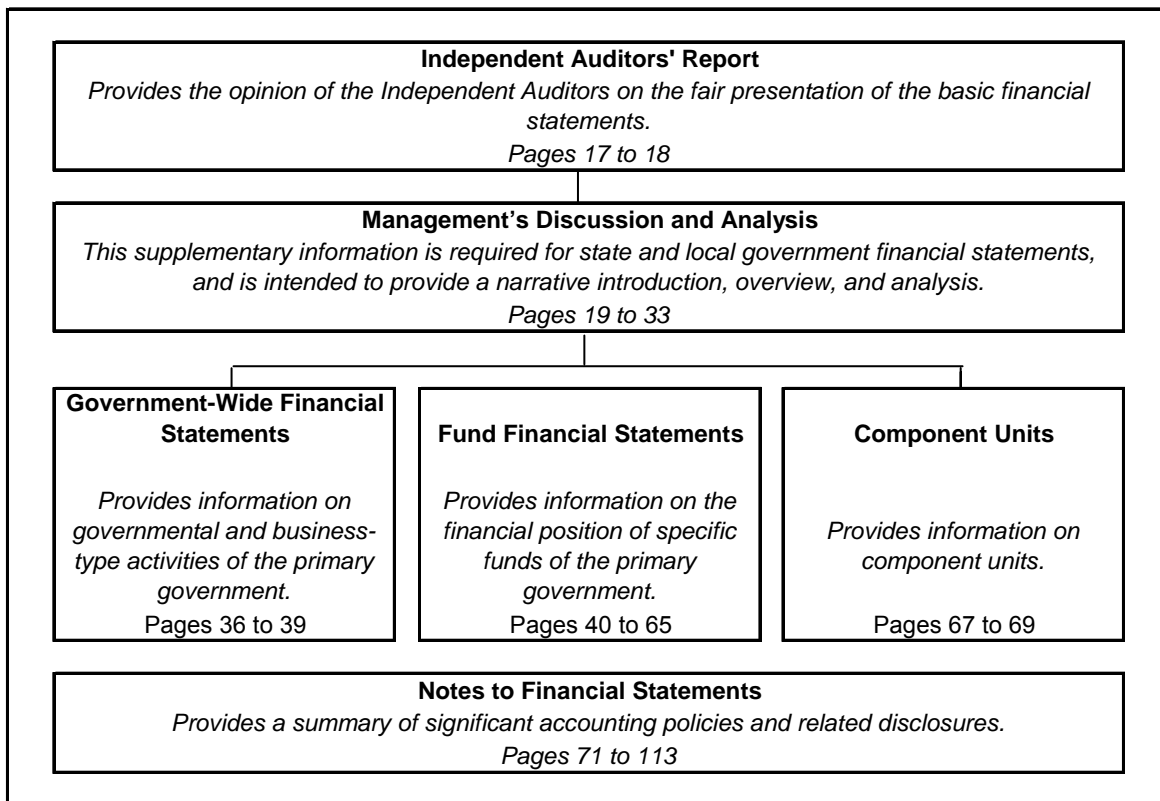 Independent Auditors' Report
Provides the opinion of the Independent Auditors on the fair presentation of the basic financial
statements.
Pages 17 to 18
Management’s Discussion and Analysis
This supplementary information is required for state and local government financial statements,
and is intended to provide a narrative introduction, overview, and analysis.
Pages 19 to 33
Government-Wide Financial
Statements
Provides information on
governmental and business-
type activities of the primary
government.
Pages 36 to 39
Fund Financial Statements
Provides information on the
financial position of specific
funds of the primary
government.
Pages 40 to 65
Component Units
Provides information on
component units.
Pages 67 to 69
Notes to Financial Statements
Provides a summary of significant accounting policies and related disclosures.
Pages 71 to 113